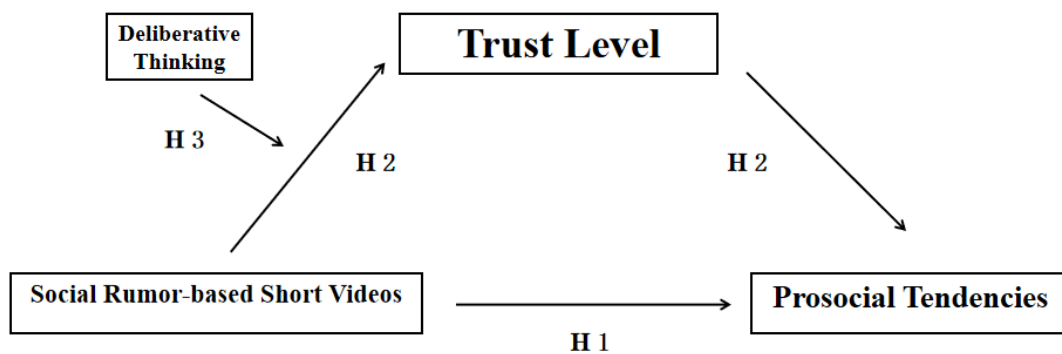 Deliberative
Thinking
Trust Level
H 3
H 2
H 2
Social Rumor-based Short Videos
Prosocial Tendencies
H 1